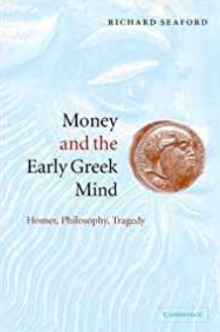 RICHARD SEAFORD
Money
and the
Early Greek
Mind
Homer, Philosophy, Tragedy
CAMBRIDGE